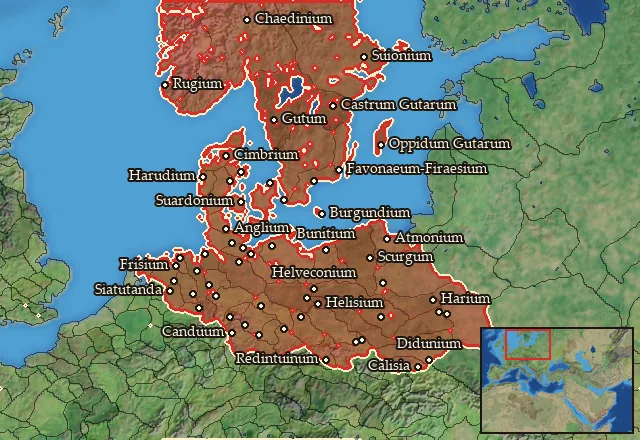 Chaedinium
Suionium
Rugium
Castrum Gutarum
Gutum
Oppidum Gutarum
Cimbrium
Favonaeum-Firaesium
Harudium
Suardonium
Burgundium
Anglium
Bunitium
Atmonium
Scurgum
Frisium
Helveconium
Siatutanda
Helisium
Harium
Canduum
Didunium
Redintuinum
Calisia